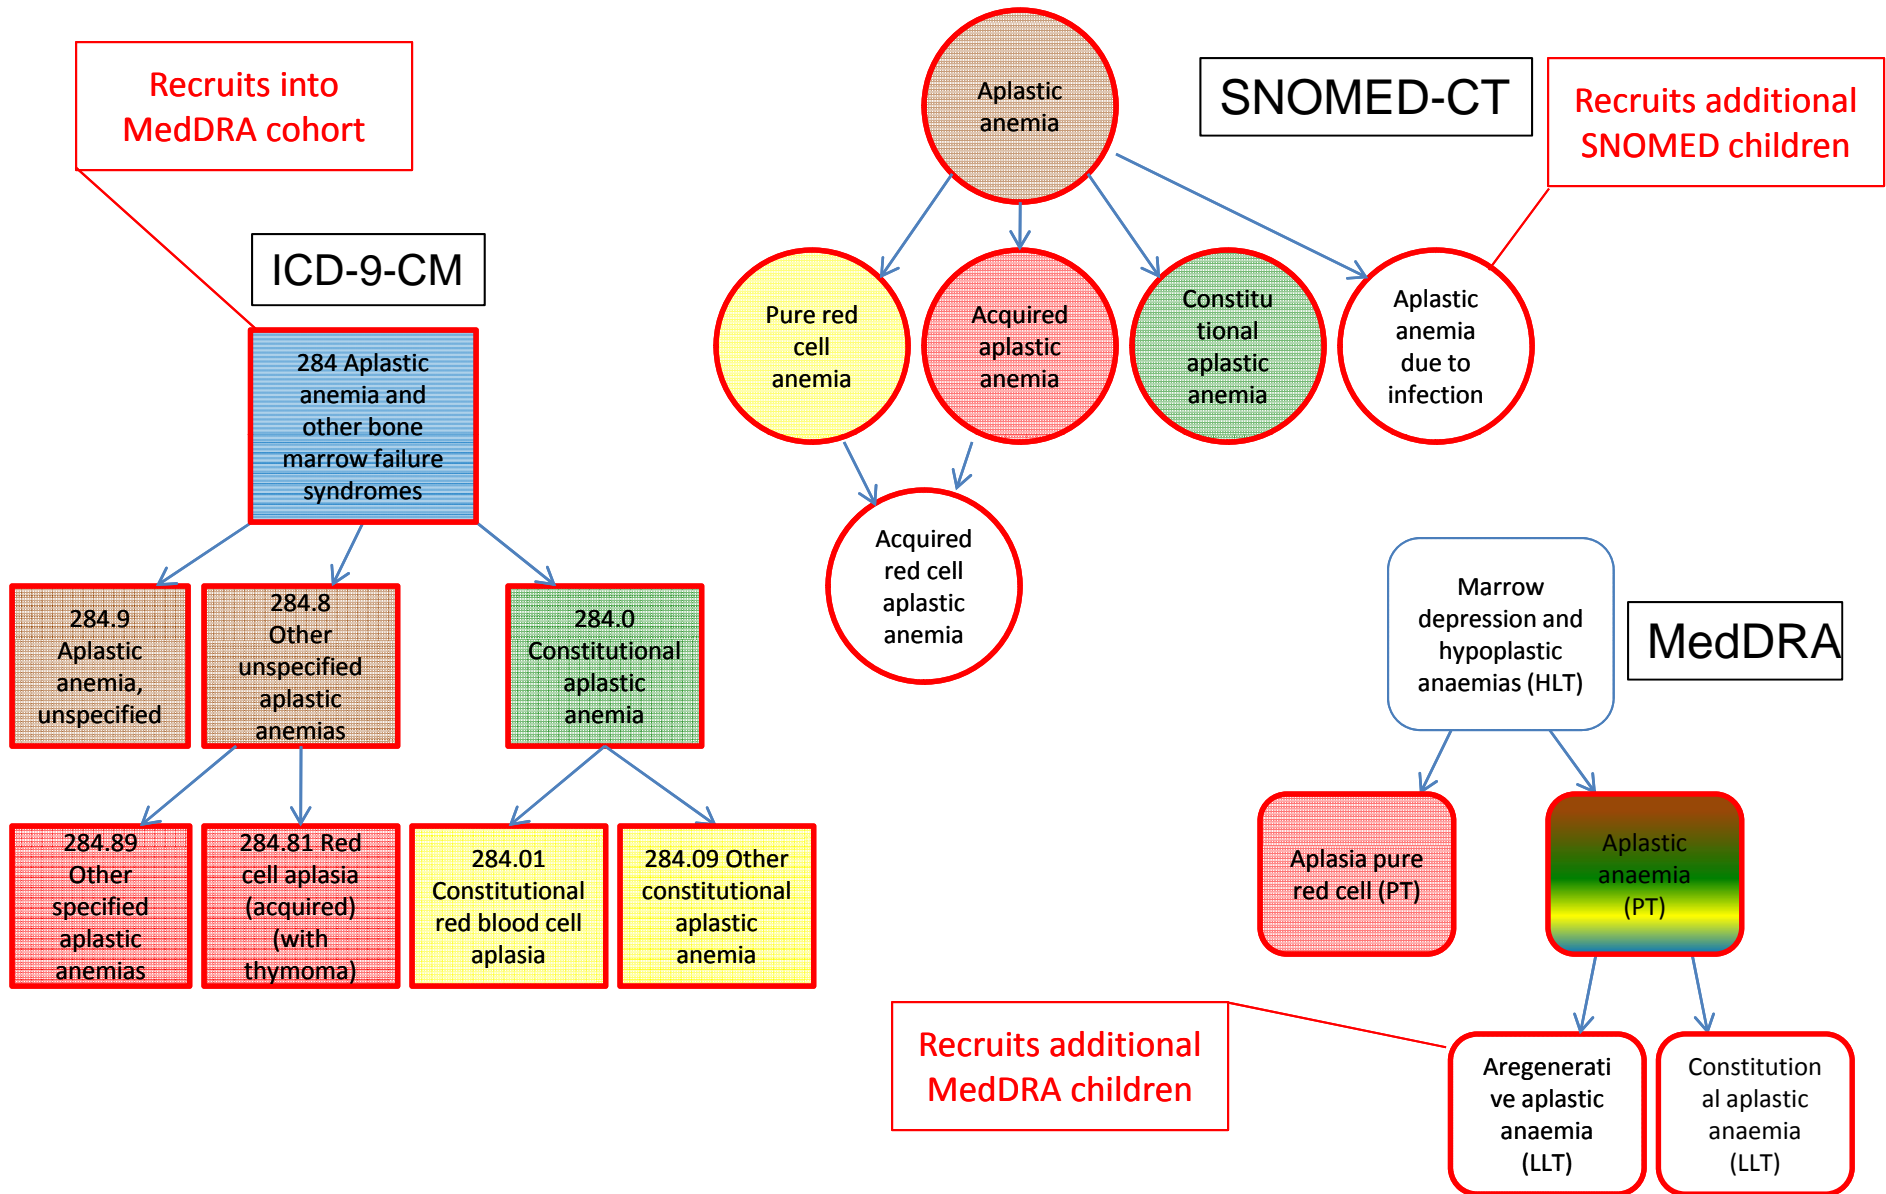 Recruits into
MedDRA cohort
ICD-9-CM
284 Aplastic
anemia and
other bone
marrow failure
syndromes
284.9
Aplastic
anemia,
unspecified
284.8
Other
unspecified
aplastic
anemias
284.0
Constitutional
aplastic
anemia
284.89
Other
specified
aplastic
anemias
284.81 Red
cell aplasia
(acquired)
(with
thymoma)
284.01
Constitutional
red blood cell
aplasia
284.09 Other
constitutional
aplastic
anemia
Aplastic
anemia
SNOMED-CT
Recruits additional
SNOMED children
Pure red
cell
anemia
Acquired
aplastic
anemia
Constitu
tional
aplastic
anemia
Aplastic
anemia
due to
infection
Acquired
red cell
aplastic
anemia
Marrow
depression and
hypoplastic
anaemias (HLT)
MedDRA
Aplasia pure
red cell (PT)
Aplastic
anaemia
(PT)
Recruits additional
MedDRA children
Aregenerati
ve aplastic
anaemia
(LLT)
Constitution
al aplastic
anaemia
(LLT)